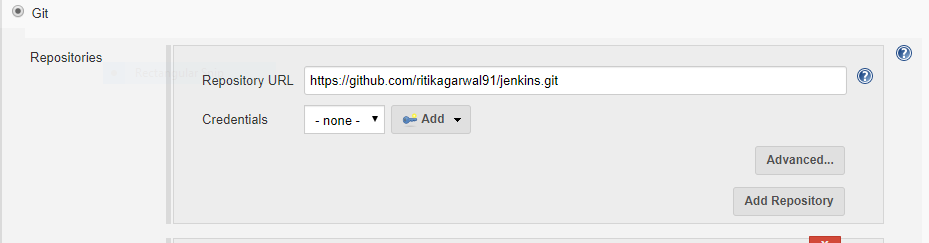 Git
Repositories
Repository URL https://github.com/ritikagarwal91/jenkins.git
Credentials - none - Add
Advanced...
Add Repository